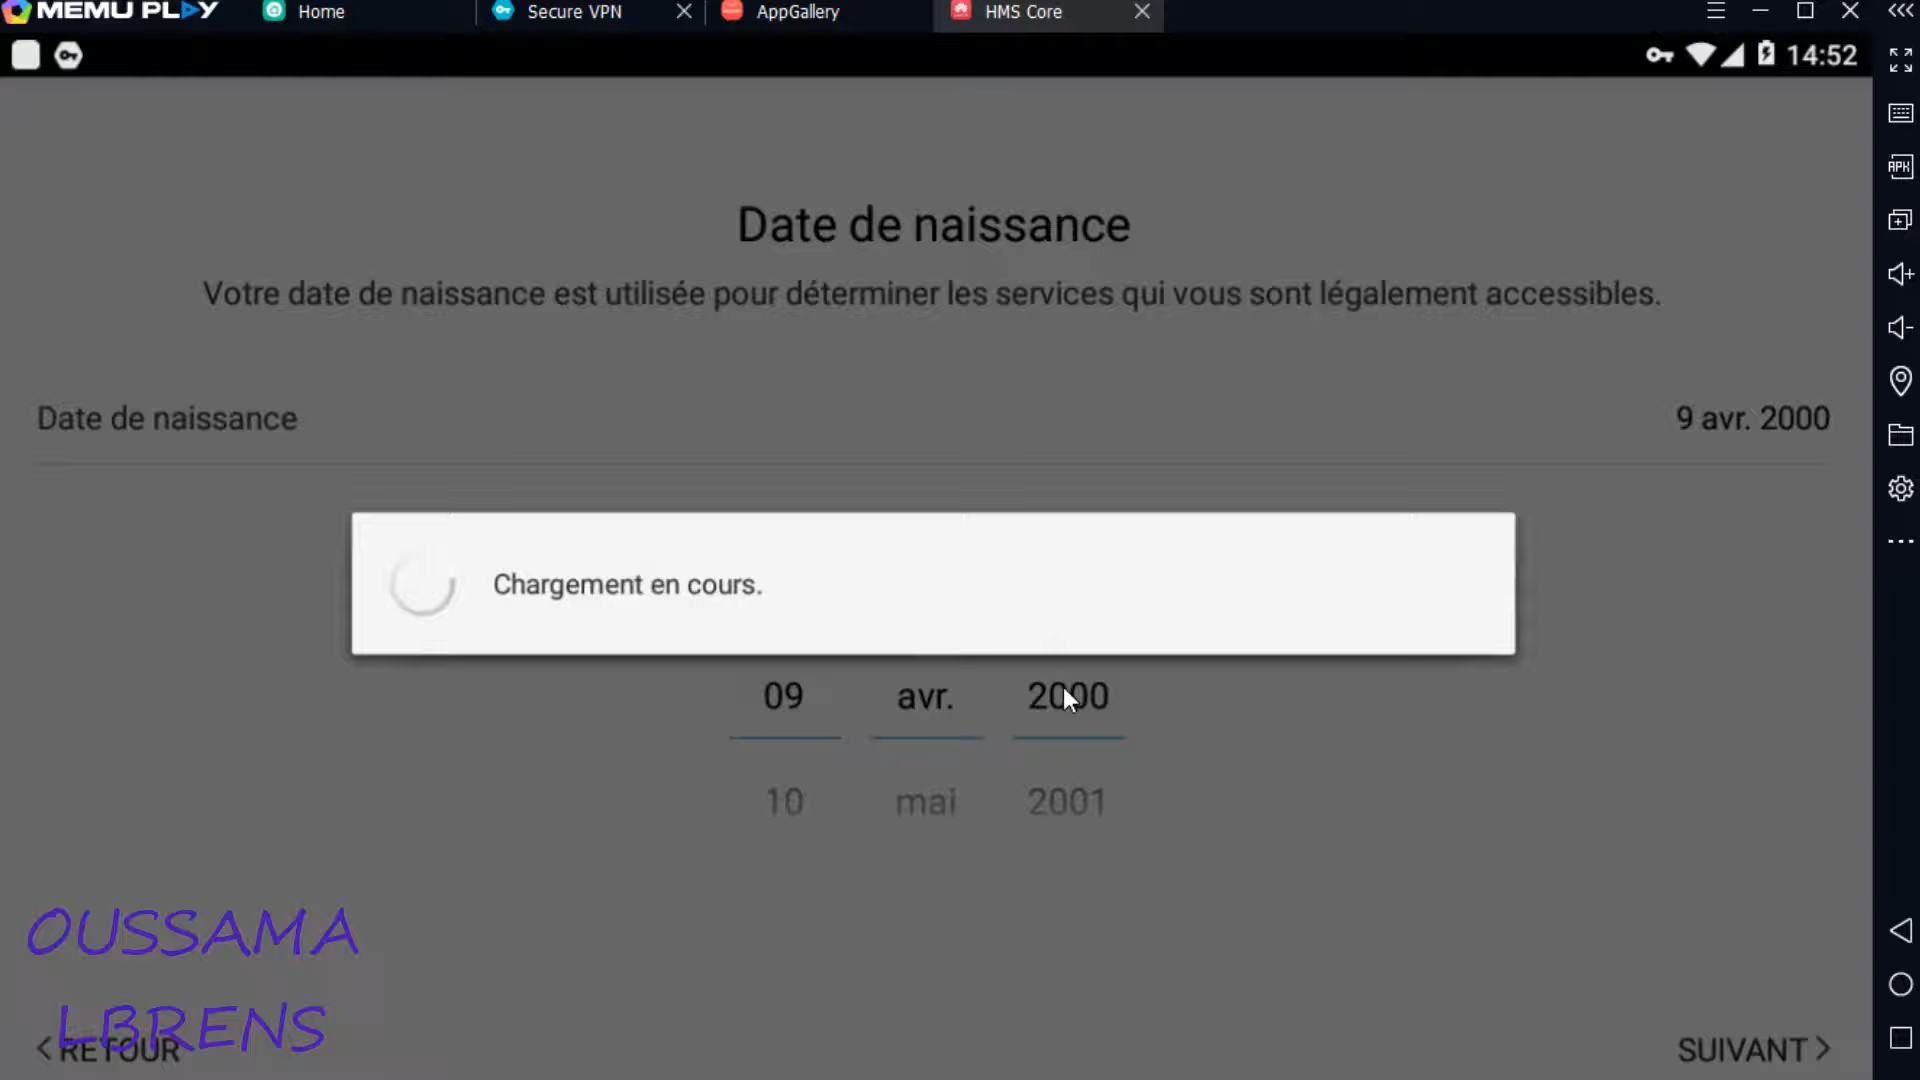 MEMU PLAY
Home
Secure VPN
AppGallery
HMS Core
14:52
APK
Date de naissance
Votre date de naissance est utilisée pour déterminer les services qui vous sont légalement accessibles.
Date de naissance
9 avr. 2000
Chargement en cours.
09 avr. 2000
10 mai 2001
OUSSAMA
LBRENS
RETOUR
SUIVANT